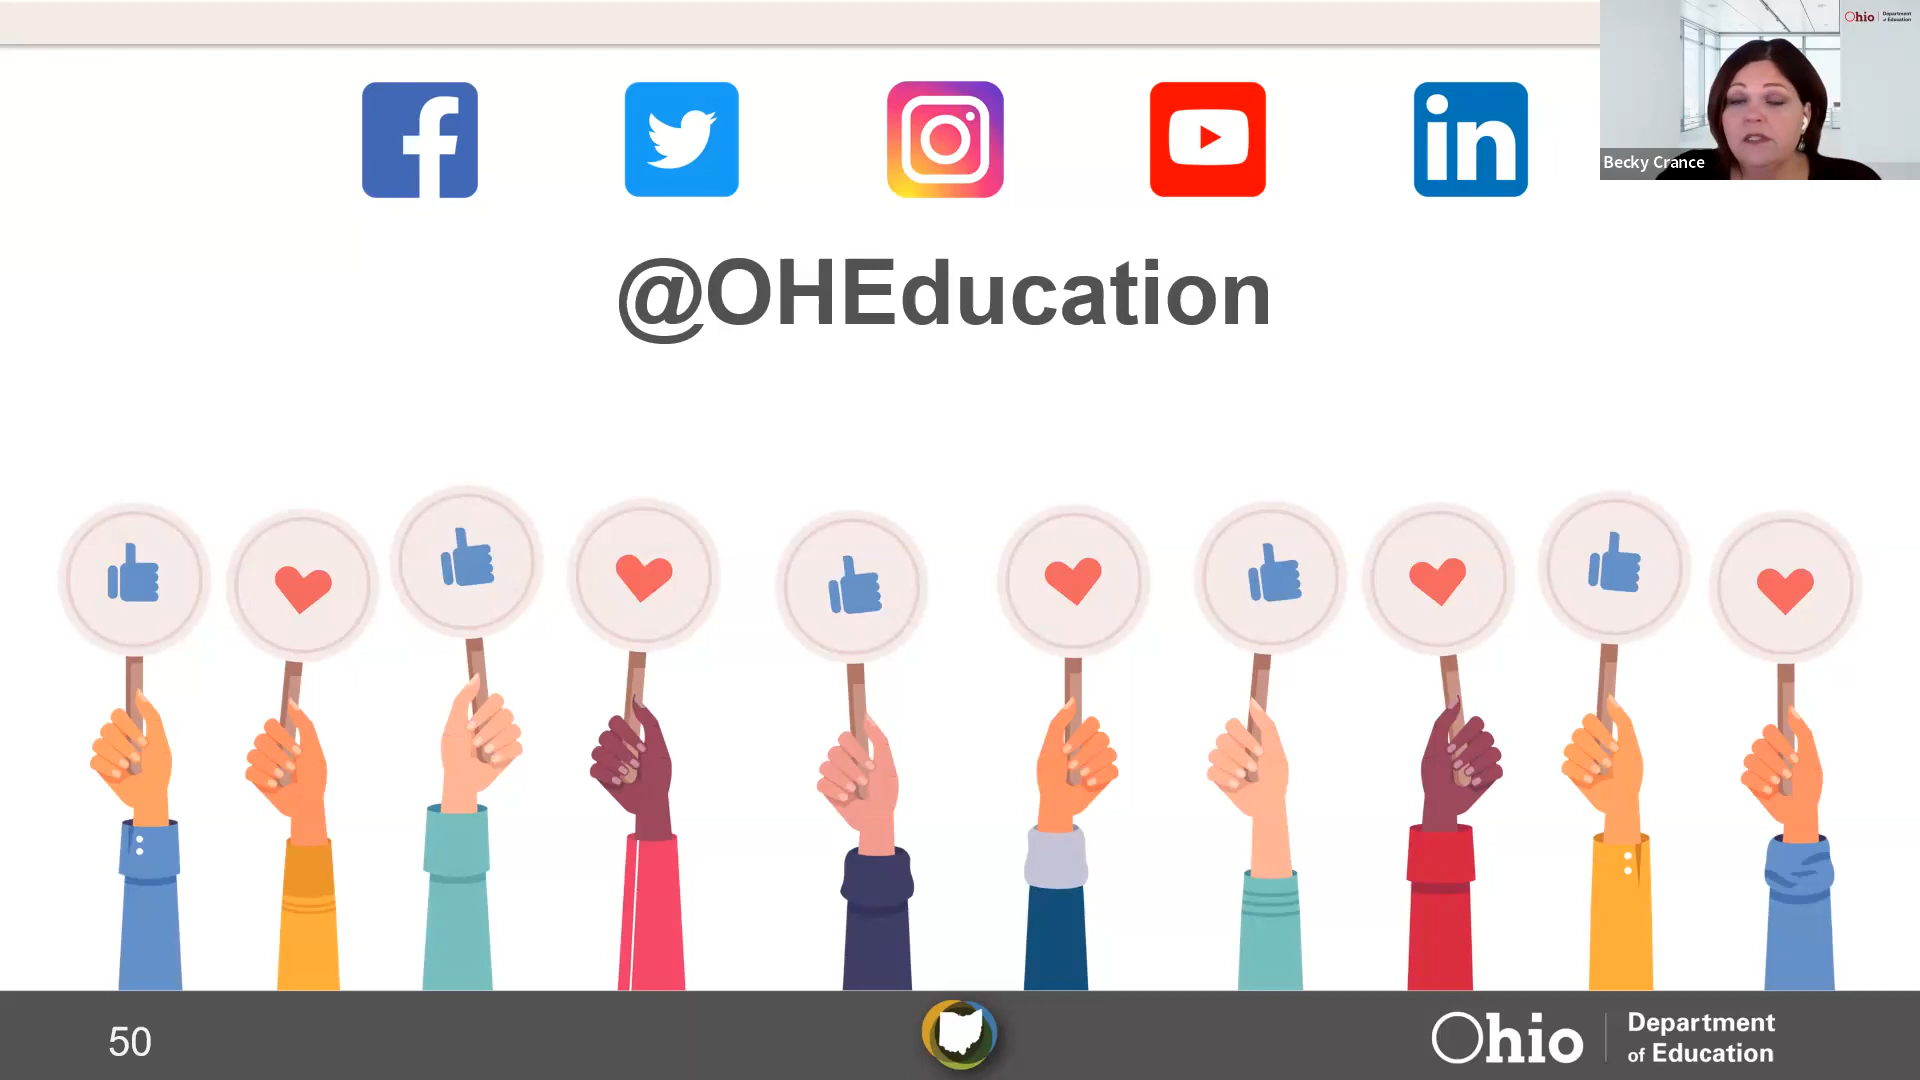 Ohio Department
of Education
Becky Crance
@OHEducation
50
Ohio Department
of Education